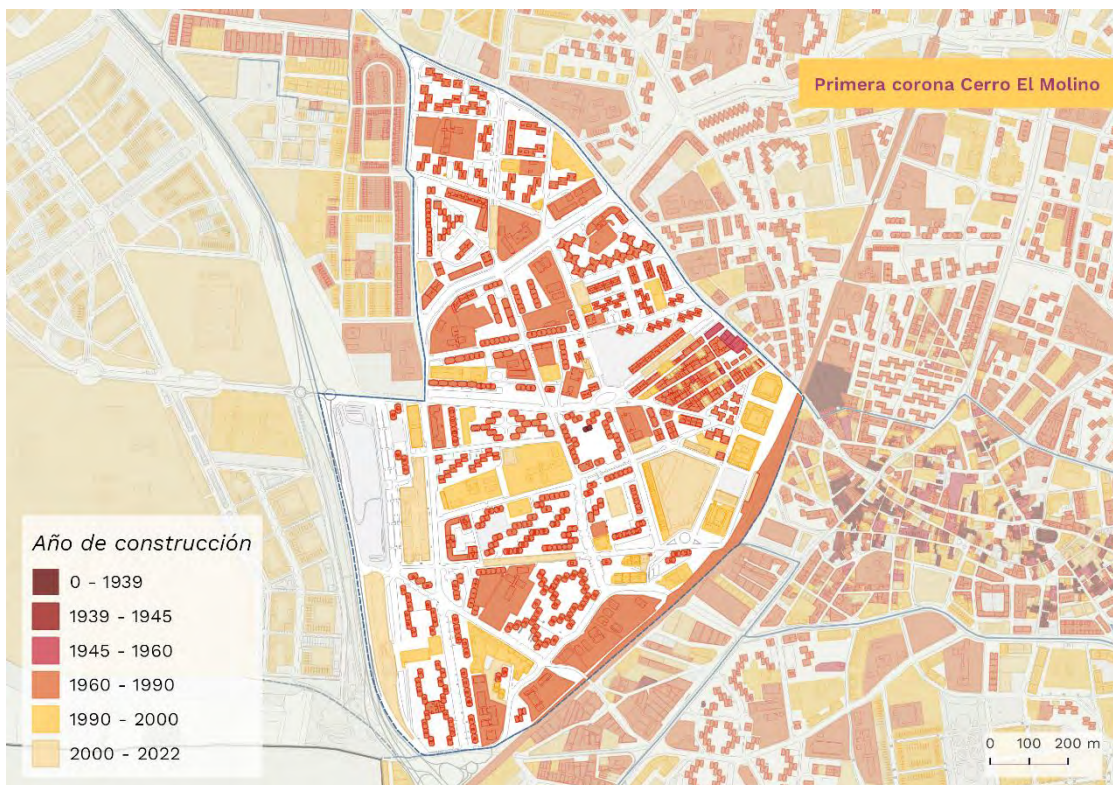 Primera corona Cerro El Molino
Año de construcción
0 - 1939
1939 - 1945
1945 - 1960
1960 - 1990
1990 - 2000
2000 - 2022
0 100 200 m